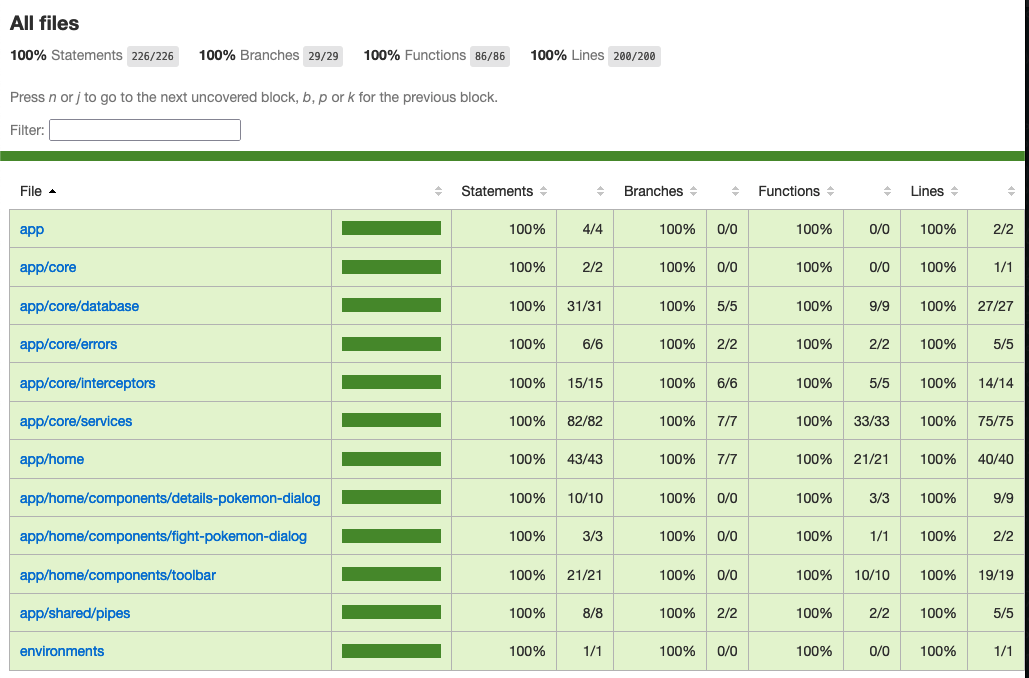 All files
100% Statements 226/226 100% Branches 29/29 100% Functions 86/86 100% Lines 200/200
Press n or j to go to the next uncovered block, b, p or k for the previous block.
Filter:
File Statements Branches Functions Lines
app 100% 4/4 100% 0/0 100% 0/0 100% 2/2
app/core 100% 2/2 100% 0/0 100% 0/0 100% 1/1
app/core/database 100% 31/31 100% 5/5 100% 9/9 100% 27/27
app/core/errors 100% 6/6 100% 2/2 100% 2/2 100% 5/5
app/core/interceptors 100% 15/15 100% 6/6 100% 5/5 100% 14/14
app/core/services 100% 82/82 100% 7/7 100% 33/33 100% 75/75
app/home 100% 43/43 100% 7/7 100% 21/21 100% 40/40
app/home/components/details-pokemon-dialog 100% 10/10 100% 0/0 100% 3/3 100% 9/9
app/home/components/fight-pokemon-dialog 100% 3/3 100% 0/0 100% 1/1 100% 2/2
app/home/components/toolbar 100% 21/21 100% 0/0 100% 10/10 100% 19/19
app/shared/pipes 100% 8/8 100% 2/2 100% 2/2 100% 5/5
environments 100% 1/1 100% 0/0 100% 0/0 100% 1/1